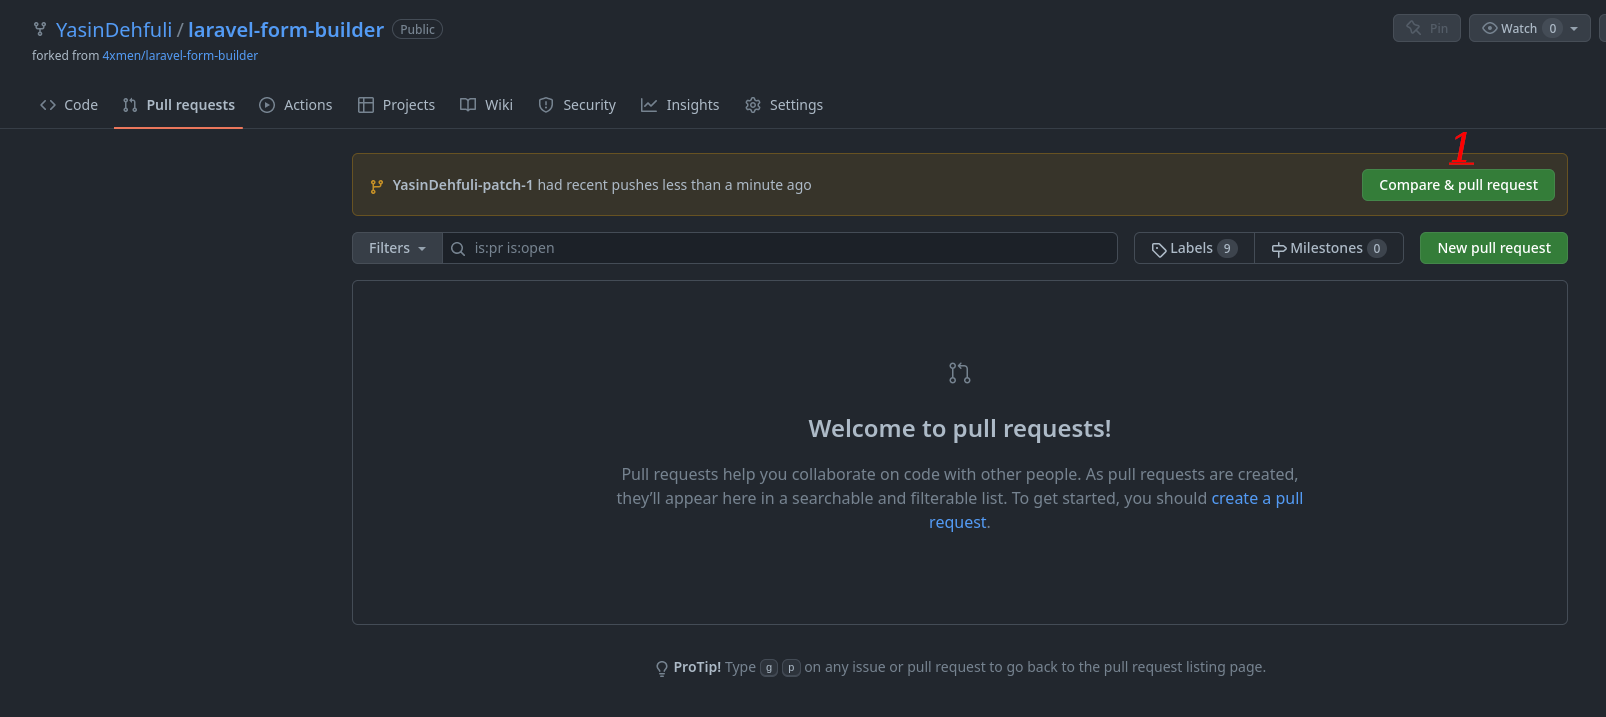 YasinDehfuli / laravel-form-builder Public
Pin Watch 0
forked from 4xmen/laravel-form-builder
Code Pull requests Actions Projects Wiki Security Insights Settings
1
YasinDehfuli-patch-1 had recent pushes less than a minute ago Compare & pull request
Filters is:pr is:open Labels 9 Milestones 0 New pull request
Welcome to pull requests!
Pull requests help you collaborate on code with other people. As pull requests are created,
they’ll appear here in a searchable and filterable list. To get started, you should create a pull
request.
ProTip! Type g p on any issue or pull request to go back to the pull request listing page.